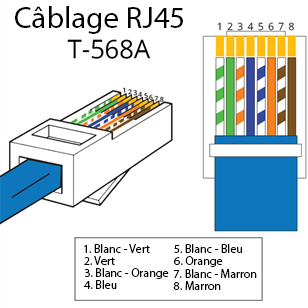 Câblage RJ45
T-568A
12345678
1 2 3 4 5 6 7 8
1. Blanc - Vert
2. Vert
3. Blanc - Orange
4. Bleu
5. Blanc - Bleu
6. Orange
7. Blanc - Marron
8. Marron